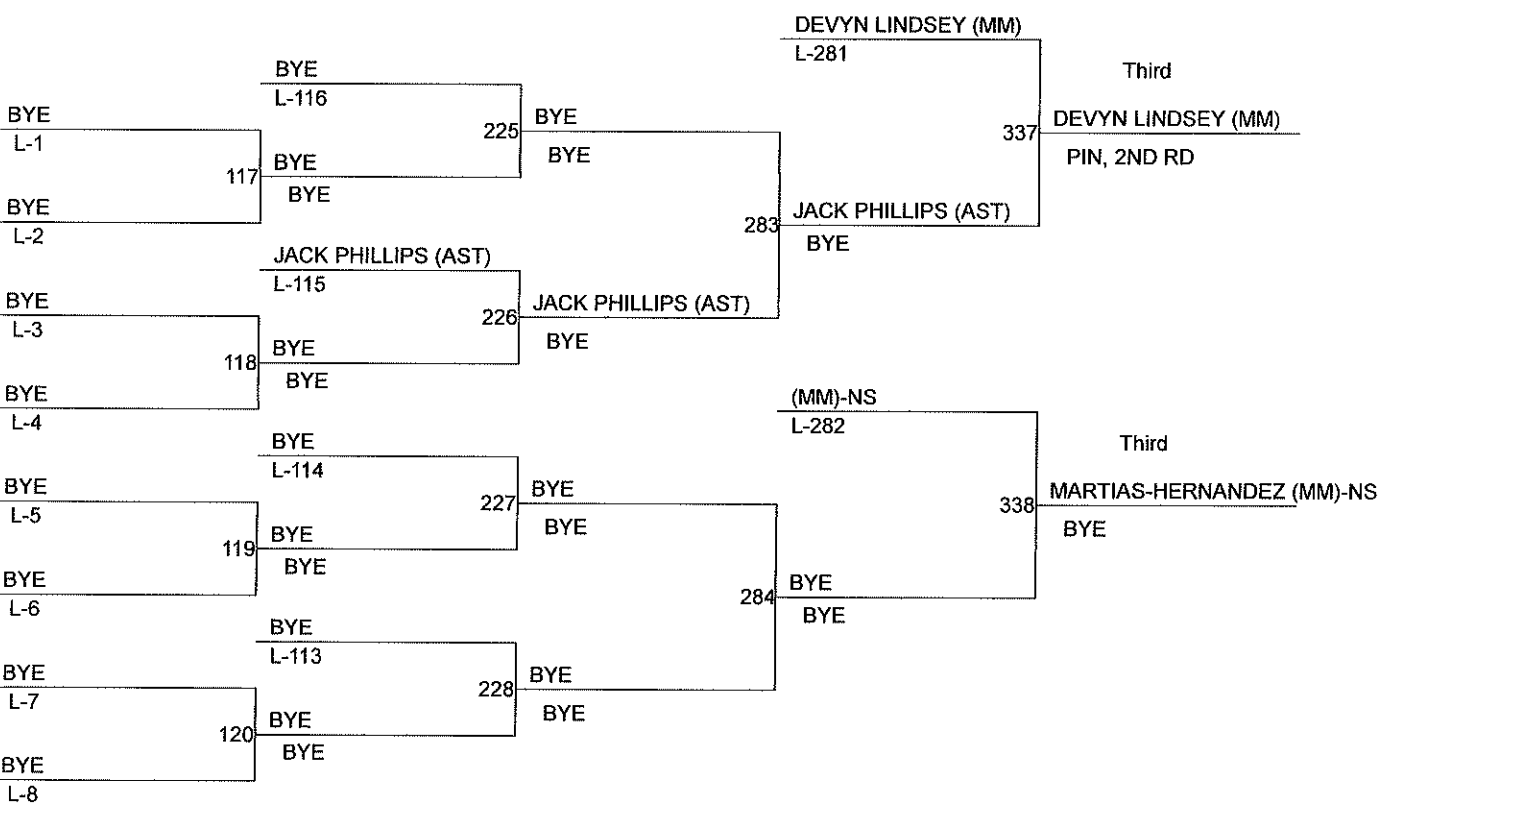 DEVYN LINDSEY (MM)
L-281
Third
BYE
L-116
BYE
L-1
225
BYE
BYE
337
DEVYN LINDSEY (MM)
PIN, 2ND RD
117
BYE
BYE
BYE
L-2
283
JACK PHILLIPS (AST)
BYE
JACK PHILLIPS (AST)
L-115
BYE
L-3
226
JACK PHILLIPS (AST)
BYE
118
BYE
BYE
BYE
L-4
(MM)-NS
L-282
Third
BYE
L-114
BYE
L-5
227
BYE
BYE
338
MARTIAS-HERNANDEZ (MM)-NS
BYE
119
BYE
BYE
BYE
L-6
284
BYE
BYE
BYE
L-113
BYE
L-7
228
BYE
BYE
120
BYE
BYE
BYE
L-8